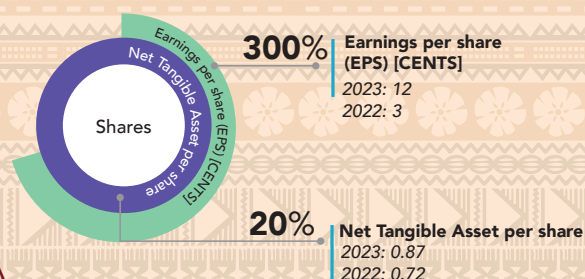 Earnings per share (EPS) [CENTS]
Net Tangible Asset per share
Shares
300% Earnings per share
(EPS) [CENTS]
2023: 12
2022: 3
20% Net Tangible Asset per share
2023: 0.87
2022: 0.72